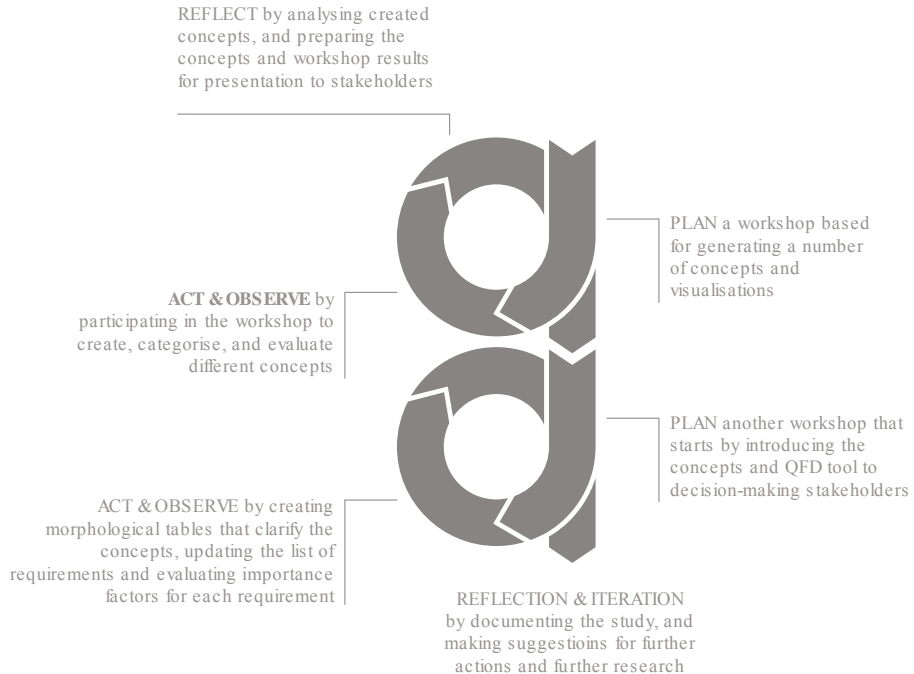 REFLECT by analysing created
concepts, and preparing the
concepts and workshop results
for presentation to stakeholders
PLAN a workshop based
for generating a number
of concepts and
visualisations
ACT & OBSERVE by
participating in the workshop to
create, categorise, and evaluate
different concepts
PLAN another workshop that
starts by introducing the
concepts and QFD tool to
decision-making stakeholders
ACT & OBSERVE by creating
morphological tables that clarify the
concepts, updating the list of
requirements and evaluating importance
factors for each requirement
REFLECTION & ITERATION
by documenting the study, and
making suggestioins for further
actions and further research